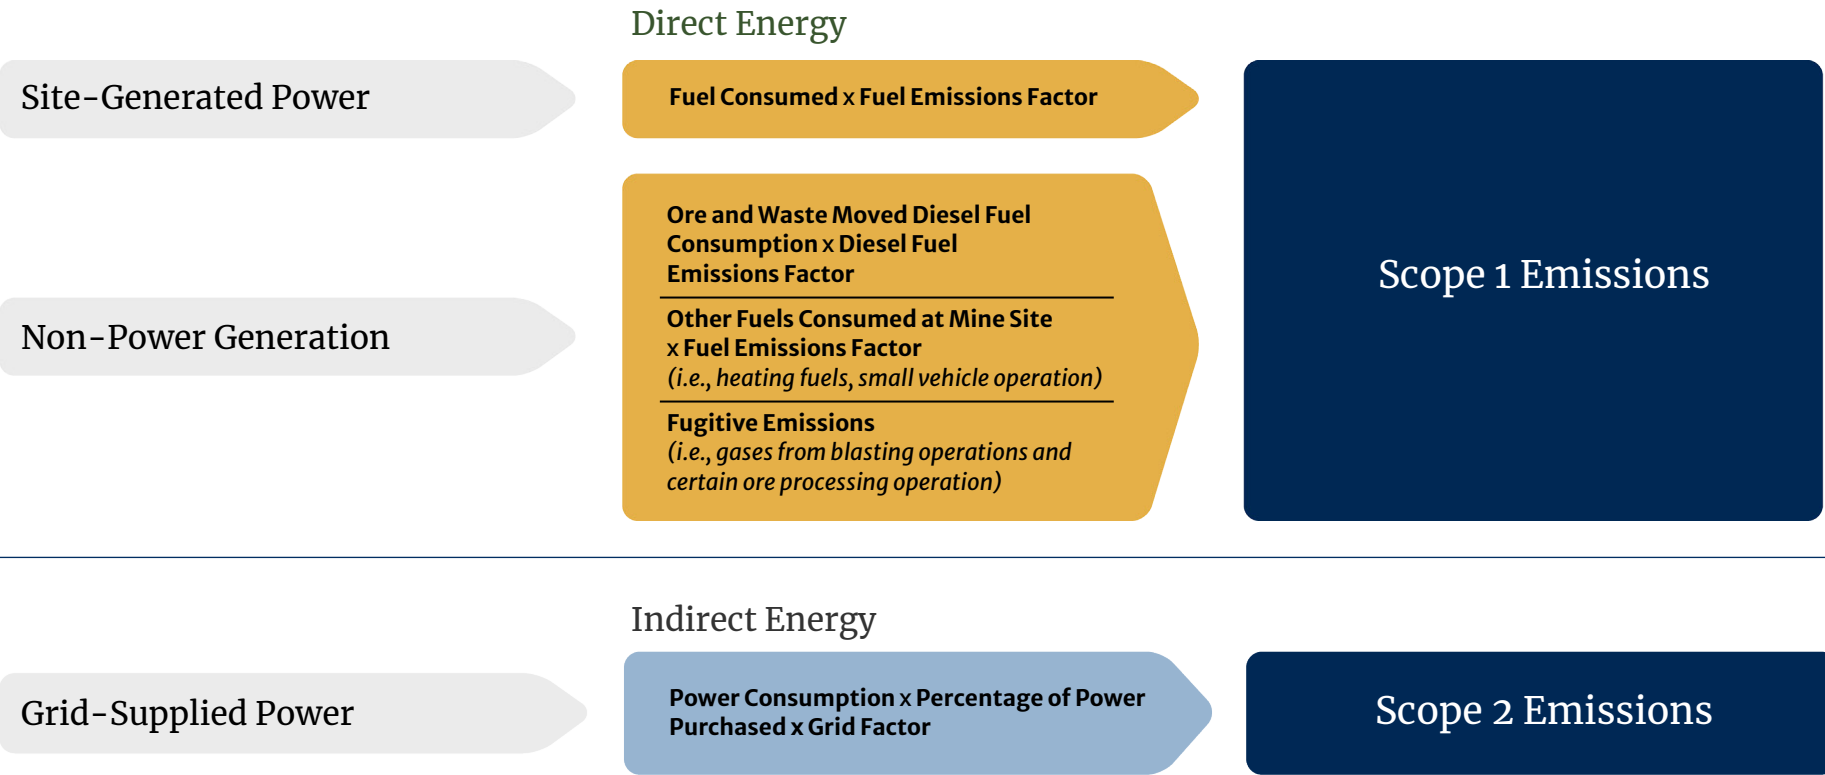 Direct Energy
Site-Generated Power
Fuel Consumed x Fuel Emissions Factor
Ore and Waste Moved Diesel Fuel
Consumption x Diesel Fuel
Emissions Factor
Scope 1 Emissions
Non-Power Generation
Other Fuels Consumed at Mine Site
x Fuel Emissions Factor
(i.e., heating fuels, small vehicle operation)
Fugitive Emissions
(i.e., gases from blasting operations and
certain ore processing operation)
Indirect Energy
Grid-Supplied Power
Power Consumption x Percentage of Power
Purchased x Grid Factor
Scope 2 Emissions